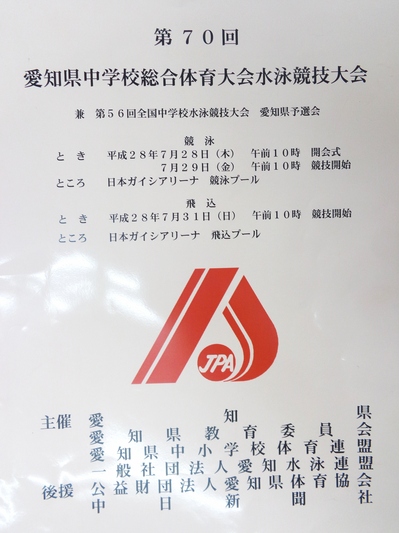 第７０回
愛知県中学校総合体育大会水泳競技大会
兼　第５６回全国中学校水泳競技大会　愛知県予選会
競　泳
と　き　平成２８年７月２８日（木）　午前１０時　開会式
７月２９日（金）　午前１０時　競技開始
ところ　日本ガイシアリーナ　競泳プール
飛　込
と　き　平成２８年７月３１日（日）　午前１０時　競技開始
ところ　日本ガイシアリーナ　飛込プール
JPA
主催　愛知県
愛知県教育委員会
愛知県中小学校体育連盟
一般社団法人愛知水泳連盟
後援　公益財団法人愛知県体育協会
中日新聞社